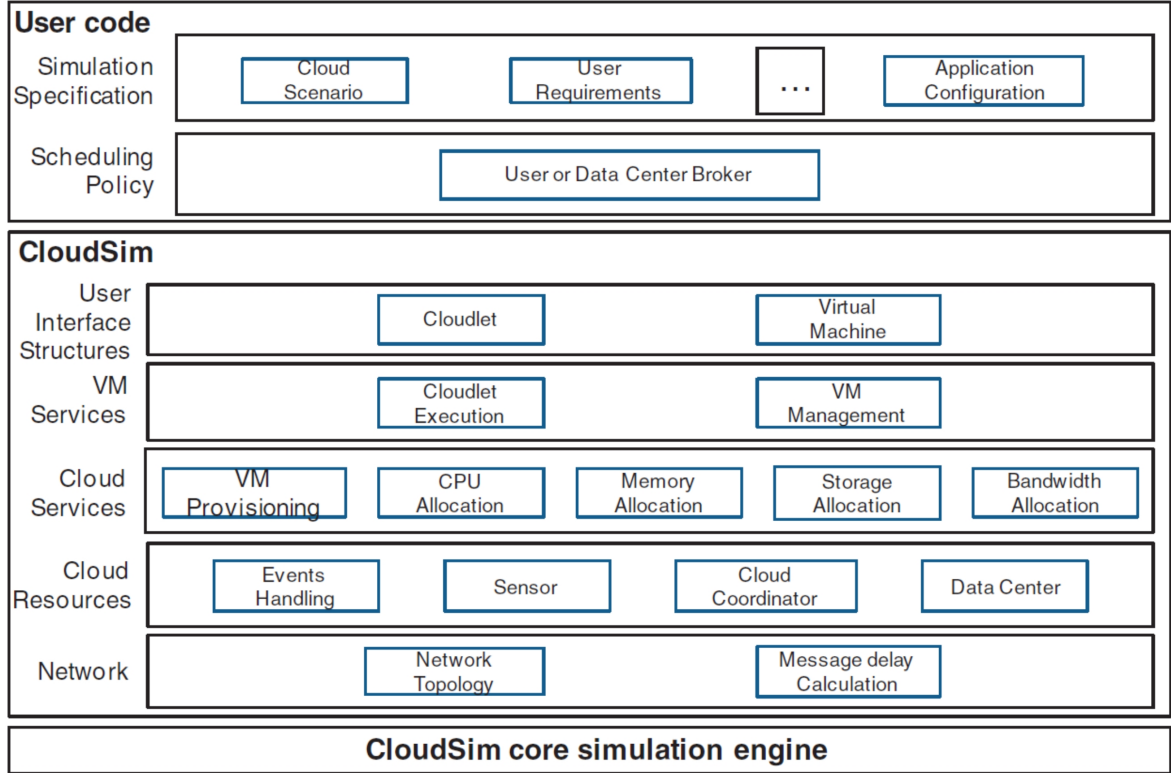 User code
Simulation
Specification
Cloud
Scenario
User
Requirements
...
Application
Configuration
Scheduling
Policy
User or Data Center Broker
CloudSim
User
Interface
Structures
Cloudlet
Virtual
Machine
VM
Services
Cloudlet
Execution
VM
Management
Cloud
Services
VM
Provisioning
CPU
Allocation
Memory
Allocation
Storage
Allocation
Bandwidth
Allocation
Cloud
Resources
Events
Handling
Sensor
Cloud
Coordinator
Data Center
Network
Network
Topology
Message delay
Calculation
CloudSim core simulation engine